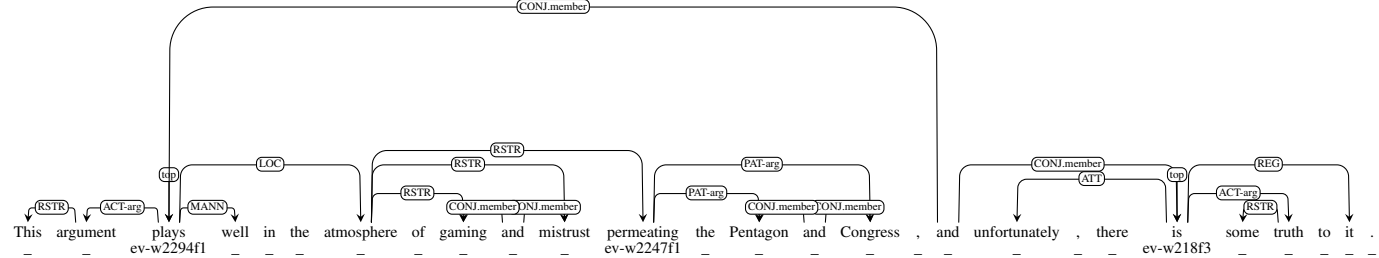 CONJ.member
RSTR
top LOC RSTR PAT-arg CONJ.member top REG
ATT
RSTR PAT-arg ACT-arg
RSTR ACT-arg MANN CONJ.member CONJ.member CONJ.member CONJ.member RSTR
This argument plays well in the atmosphere of gaming and mistrust permeating the Pentagon and Congress , and unfortunately , there is some truth to it .
_ _ ev-w2294f1 _ _ _ _ _ _ _ _ ev-w2247f1 _ _ _ _ _ _ _ _ _ ev-w218f3 _ _ _ _ _